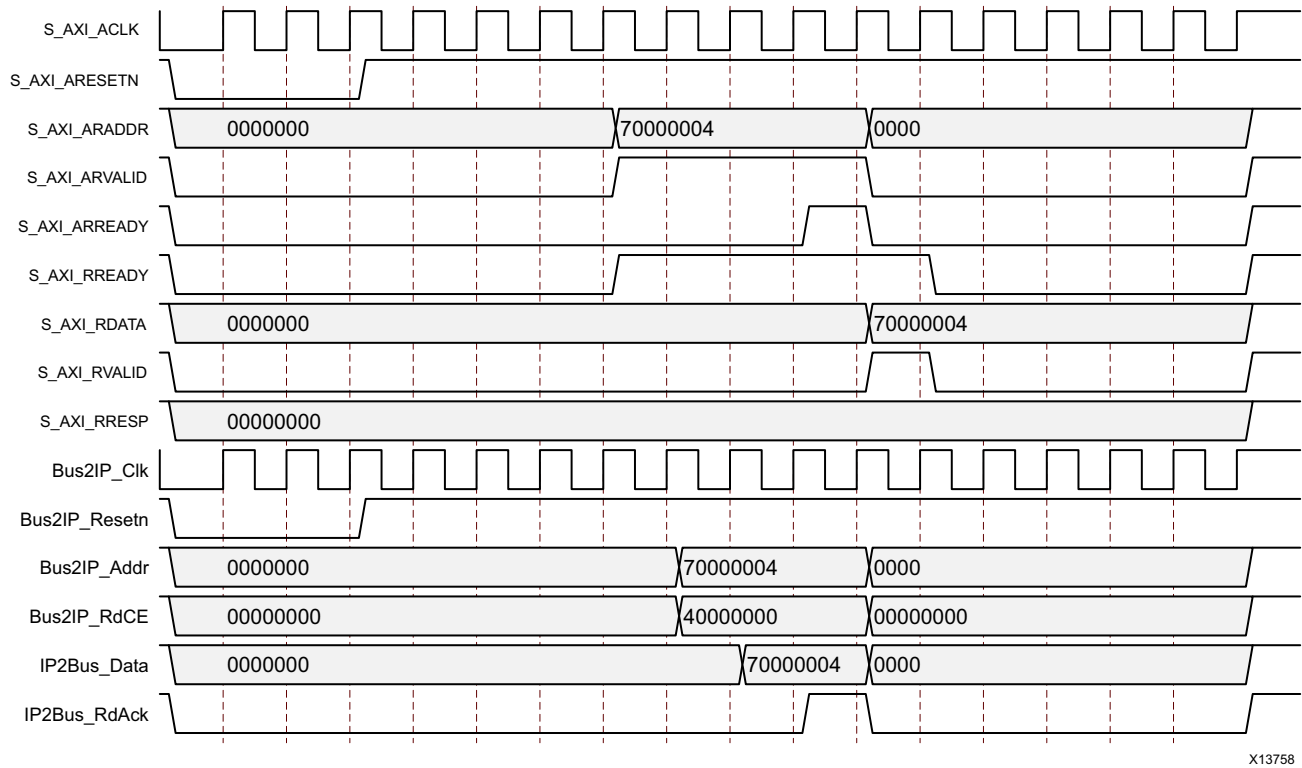 S_AXI_ACLK
S_AXI_ARESETN
S_AXI_ARADDR 0000000 70000004 0000
S_AXI_ARVALID
S_AXI_ARREADY
S_AXI_RREADY
S_AXI_RDATA 0000000 70000004
S_AXI_RVALID
S_AXI_RRESP 00000000
Bus2IP_Clk
Bus2IP_Resetn
Bus2IP_Addr 0000000 70000004 0000
Bus2IP_RdCE 00000000 40000000 00000000
IP2Bus_Data 0000000 70000004 0000
IP2Bus_RdAck
X13758